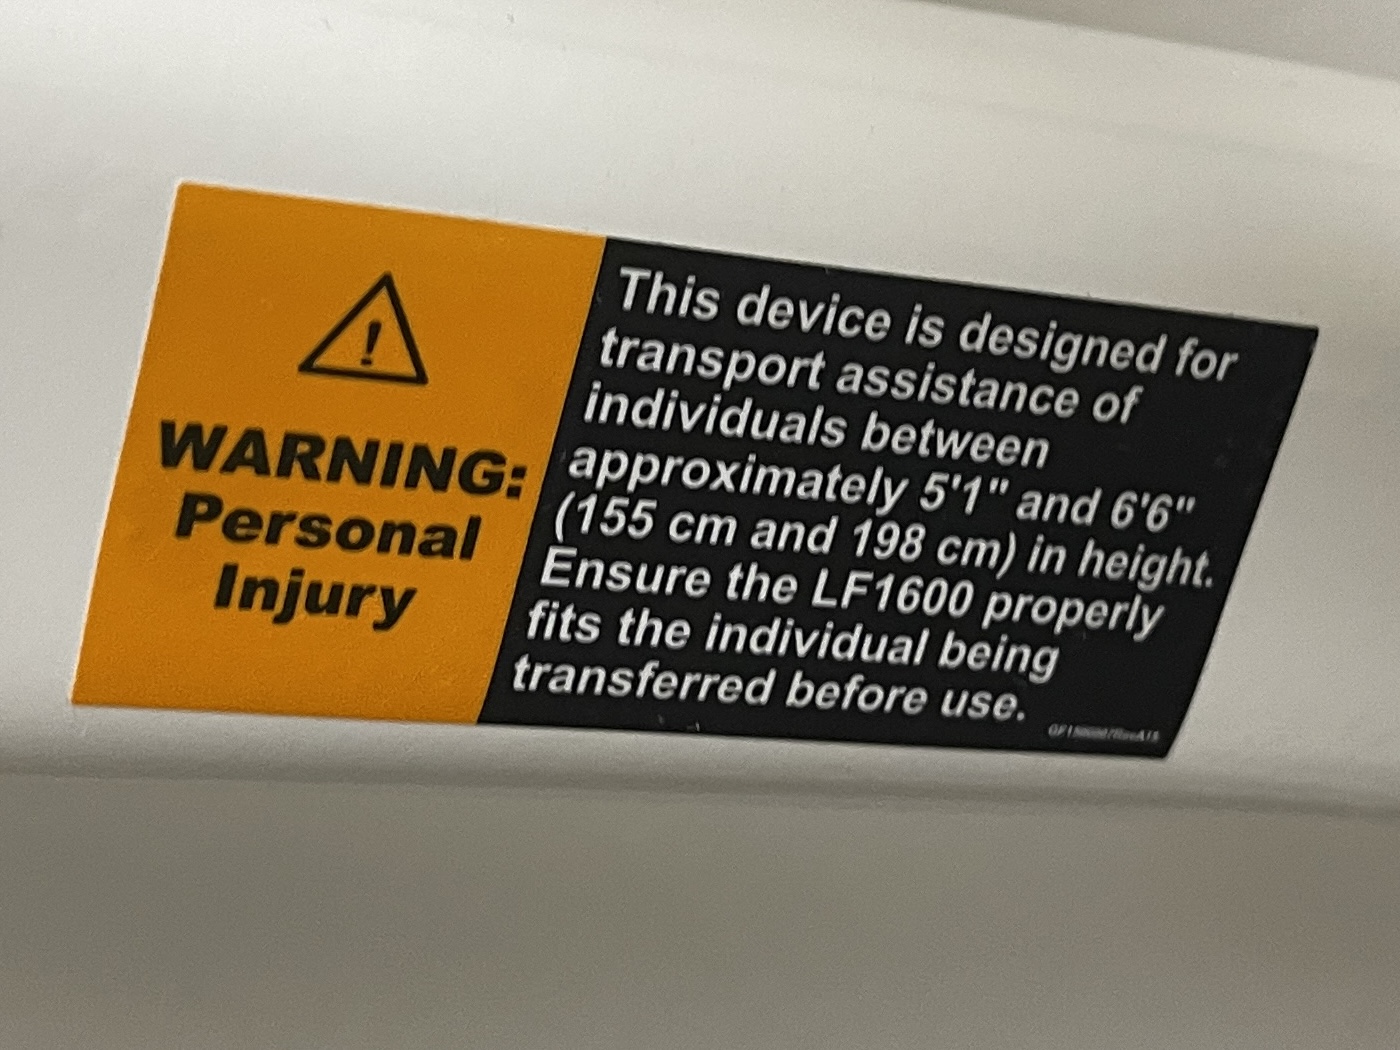 WARNING:
Personal
Injury
This device is designed for
transport assistance of
individuals between
approximately 5'1" and 6'6"
(155 cm and 198 cm) in height.
Ensure the LF1600 properly
fits the individual being
transferred before use.